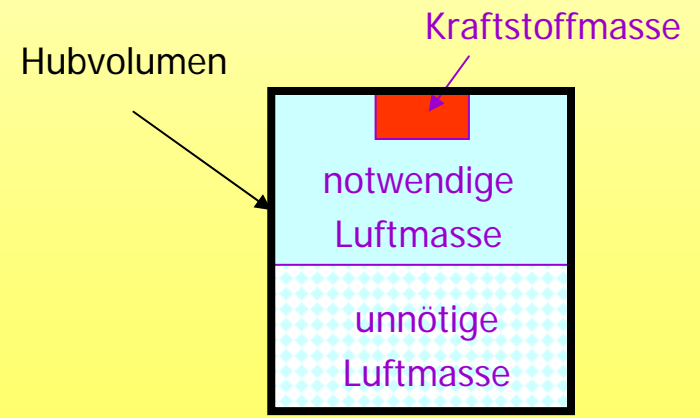 Kraftstoffmasse
Hubvolumen
notwendige
Luftmasse
unnötige
Luftmasse